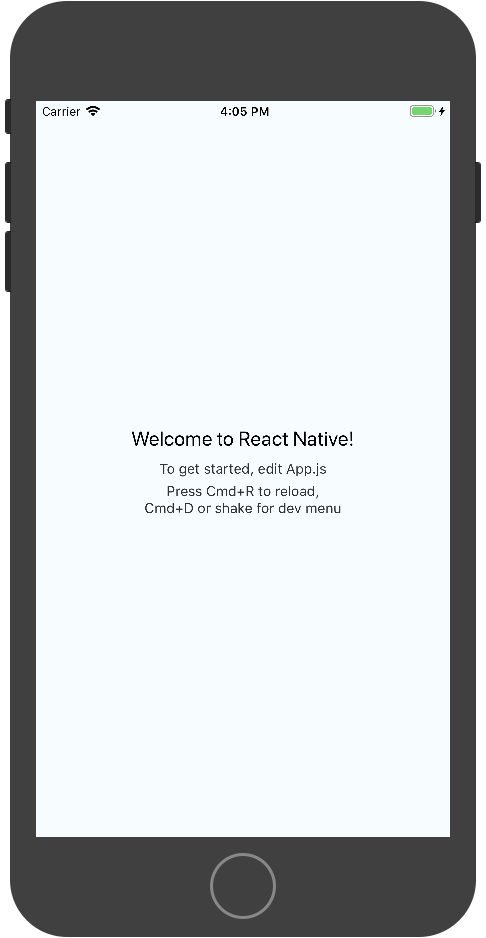 Carrier 4:05 PM
Welcome to React Native!
To get started, edit App.js
Press Cmd+R to reload,
Cmd+D or shake for dev menu